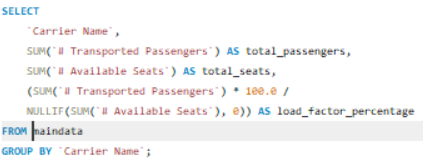 SELECT
`Carrier Name`,
SUM(`# Transported Passengers`) AS total_passengers,
SUM(`# Available Seats`) AS total_seats,
(SUM(`# Transported Passengers`) * 100.0 /
NULLIF(SUM(`# Available Seats`), 0)) AS load_factor_percentage
FROM maindata
GROUP BY `Carrier Name`;